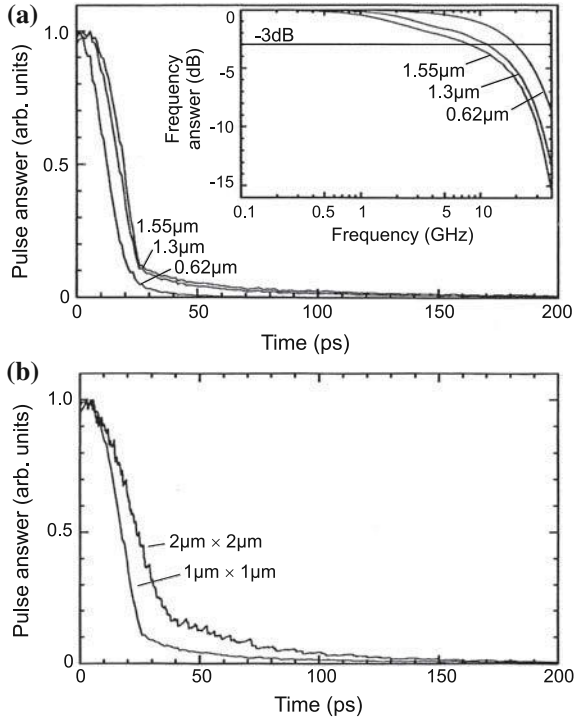 (a)
1.0
0.5
0
Pulse answer (arb. units)
0
-5
-10
-15
Frequency
answer (dB)
-3dB
1.55µm
1.3µm
0.62µm
0.1
0.5
1
5
10
Frequency (GHz)
1.55µm
1.3µm
0.62µm
0
50
100
150
200
Time (ps)
(b)
1.0
0.5
0
Pulse answer (arb. units)
2µm × 2µm
1µm × 1µm
0
50
100
150
200
Time (ps)